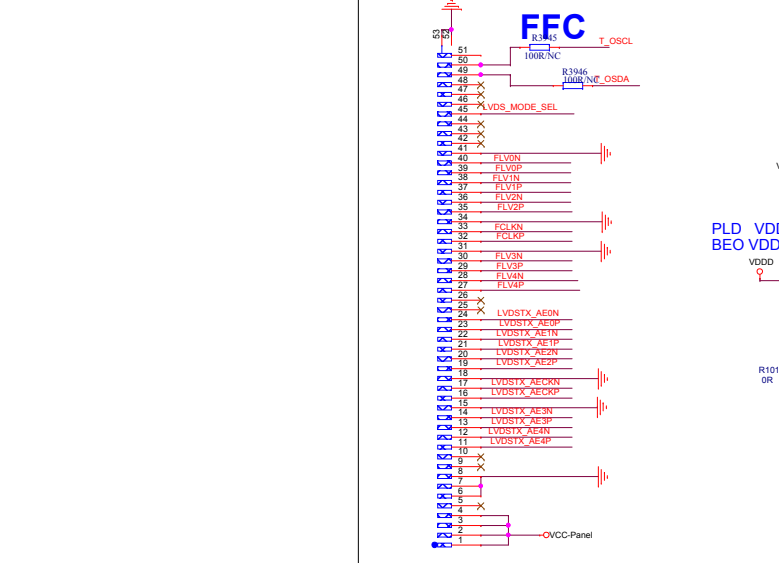 FFC
53
52
R3945
T_OSCL
51
50
100R/NC
49
R3946
48
100R/NC
T_OSDA
47
46
45
LVDS_MODE_SEL
44
43
42
41
40 FLV0N
39 FLV0P
38 FLV1N
37 FLV1P
36 FLV2N
35 FLV2P
34
33 FCLKN
32 FCLKP
31
30 FLV3N
29 FLV3P
28 FLV4N
27 FLV4P
26
25
24 LVDSTX_AE0N
23 LVDSTX_AE0P
22 LVDSTX_AE1N
21 LVDSTX_AE1P
20 LVDSTX_AE2N
19 LVDSTX_AE2P
18
17 LVDSTX_AECKN
16 LVDSTX_AECKP
15
14 LVDSTX_AE3N
13 LVDSTX_AE3P
12 LVDSTX_AE4N
11 LVDSTX_AE4P
10
9
8
7
6
5
4
3
2 VCC-Panel
1
PLD VDD
BEO VDD
VDDD
R101
0R